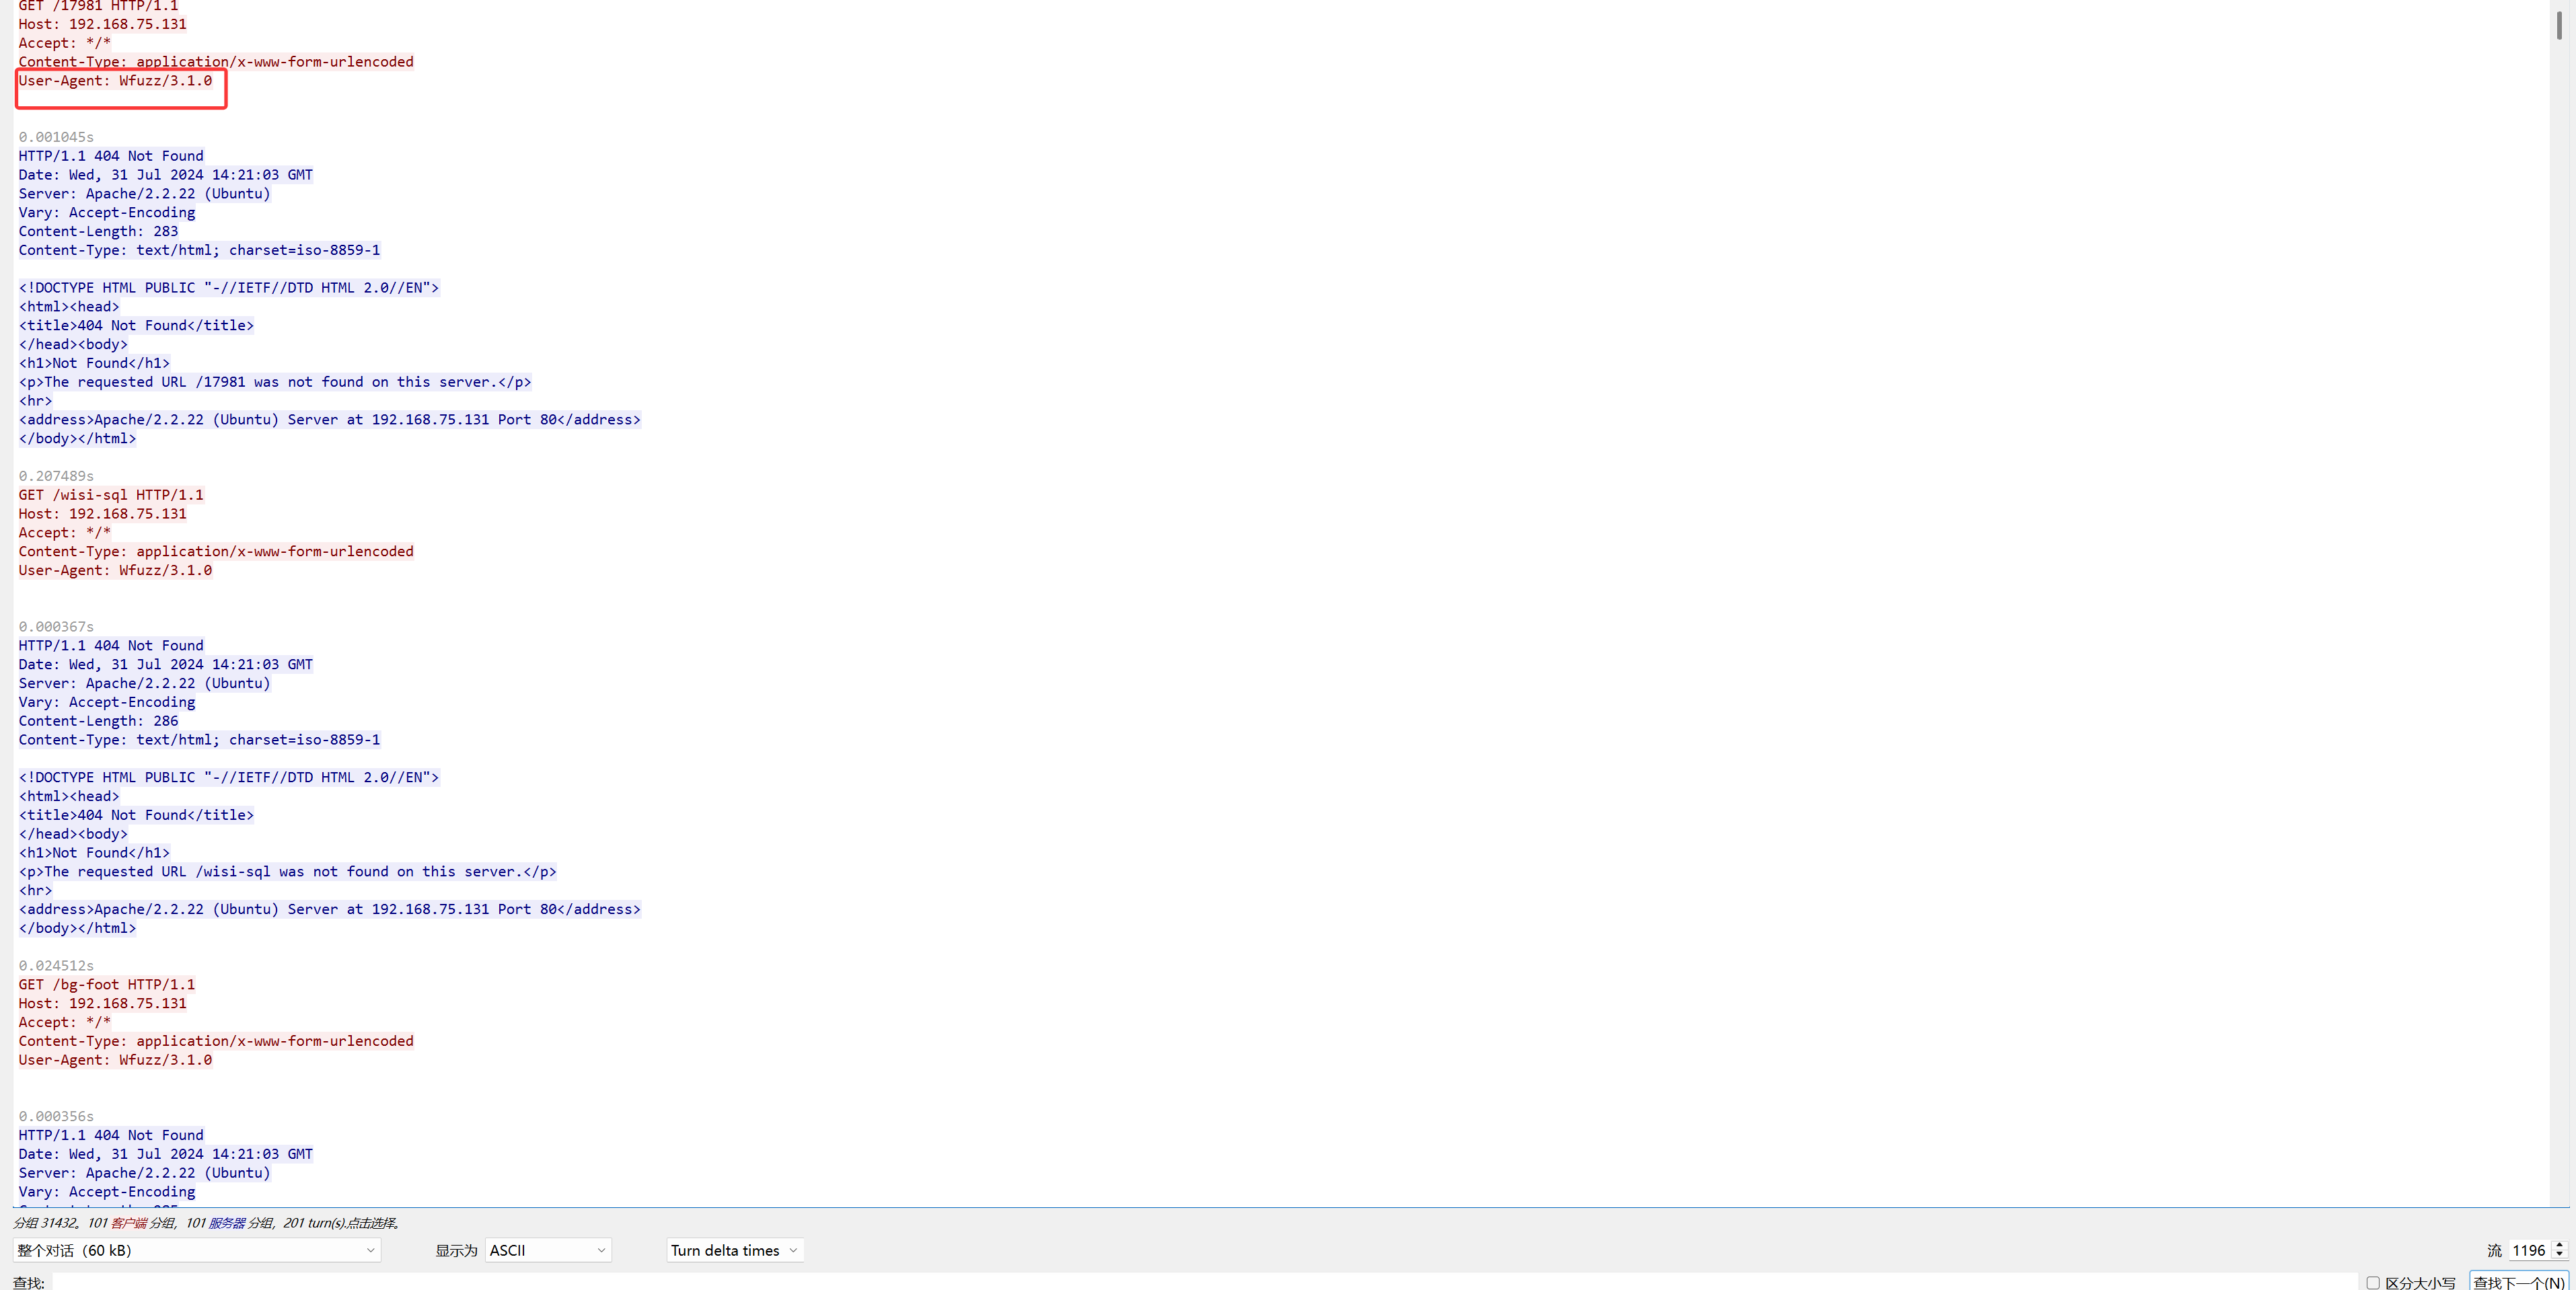 GET /17981 HTTP/1.1
Host: 192.168.75.131
Accept: */*
Content-Type: application/x-www-form-urlencoded
User-Agent: Wfuzz/3.1.0
0.001045s
HTTP/1.1 404 Not Found
Date: Wed, 31 Jul 2024 14:21:03 GMT
Server: Apache/2.2.22 (Ubuntu)
Vary: Accept-Encoding
Content-Length: 283
Content-Type: text/html; charset=iso-8859-1
<!DOCTYPE HTML PUBLIC "-//IETF//DTD HTML 2.0//EN">
<html><head>
<title>404 Not Found</title>
</head><body>
<h1>Not Found</h1>
<p>The requested URL /17981 was not found on this server.</p>
<hr>
<address>Apache/2.2.22 (Ubuntu) Server at 192.168.75.131 Port 80</address>
</body></html>
0.207489s
GET /wisi-sql HTTP/1.1
Host: 192.168.75.131
Accept: */*
Content-Type: application/x-www-form-urlencoded
User-Agent: Wfuzz/3.1.0
0.000367s
HTTP/1.1 404 Not Found
Date: Wed, 31 Jul 2024 14:21:03 GMT
Server: Apache/2.2.22 (Ubuntu)
Vary: Accept-Encoding
Content-Length: 286
Content-Type: text/html; charset=iso-8859-1
<!DOCTYPE HTML PUBLIC "-//IETF//DTD HTML 2.0//EN">
<html><head>
<title>404 Not Found</title>
</head><body>
<h1>Not Found</h1>
<p>The requested URL /wisi-sql was not found on this server.</p>
<hr>
<address>Apache/2.2.22 (Ubuntu) Server at 192.168.75.131 Port 80</address>
</body></html>
0.024512s
GET /bg-foot HTTP/1.1
Host: 192.168.75.131
Accept: */*
Content-Type: application/x-www-form-urlencoded
User-Agent: Wfuzz/3.1.0
0.000356s
HTTP/1.1 404 Not Found
Date: Wed, 31 Jul 2024 14:21:03 GMT
Server: Apache/2.2.22 (Ubuntu)
Vary: Accept-Encoding
分组 31432。101 客户端 分组，101 服务器 分组，201 turn(s).点击选择。
整个对话（60 kB） 显示为 ASCII Turn delta times 流 1196
查找: 区分大小写 查找下一个(N)